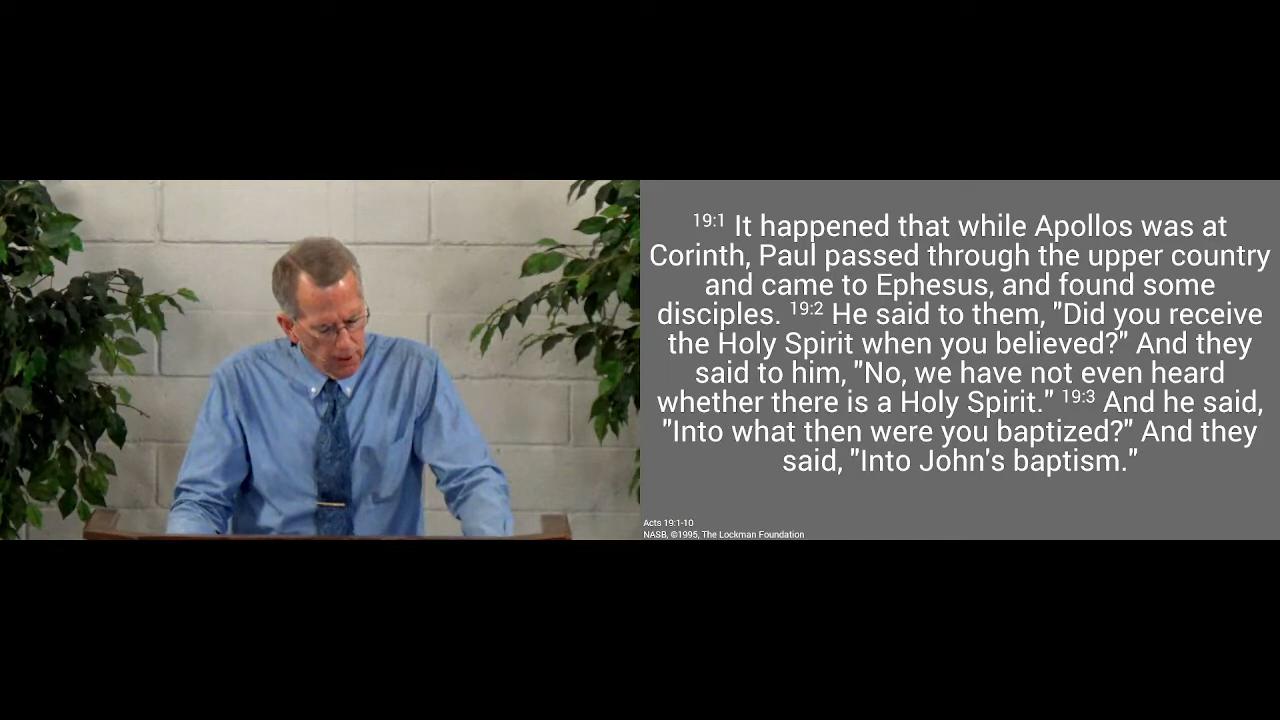 19:1 It happened that while Apollos was at
Corinth, Paul passed through the upper country
and came to Ephesus, and found some
disciples. 19:2 He said to them, "Did you receive
the Holy Spirit when you believed?" And they
said to him, "No, we have not even heard
whether there is a Holy Spirit." 19:3 And he said,
"Into what then were you baptized?" And they
said, "Into John's baptism."
Acts 19:1-10
NASB, ©1995, The Lockman Foundation